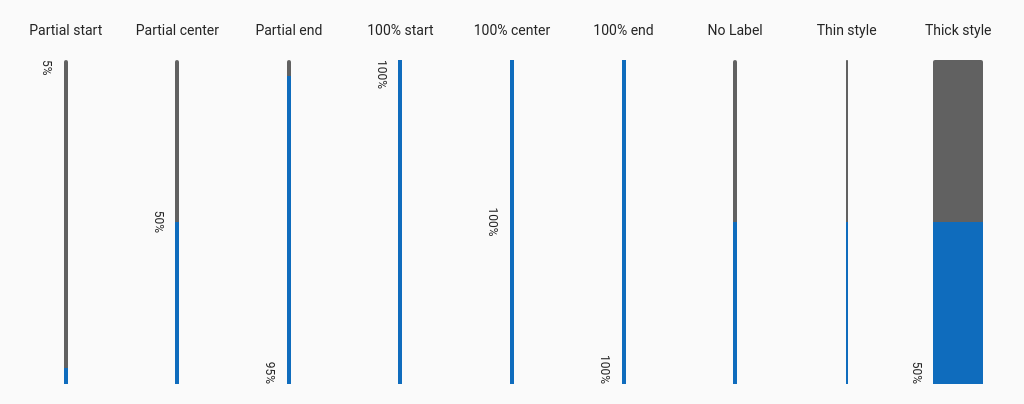 Partial start
Partial center
Partial end
100% start
100% center
100% end
No Label
Thin style
Thick style
5%
50%
95%
100%
100%
100%
50%